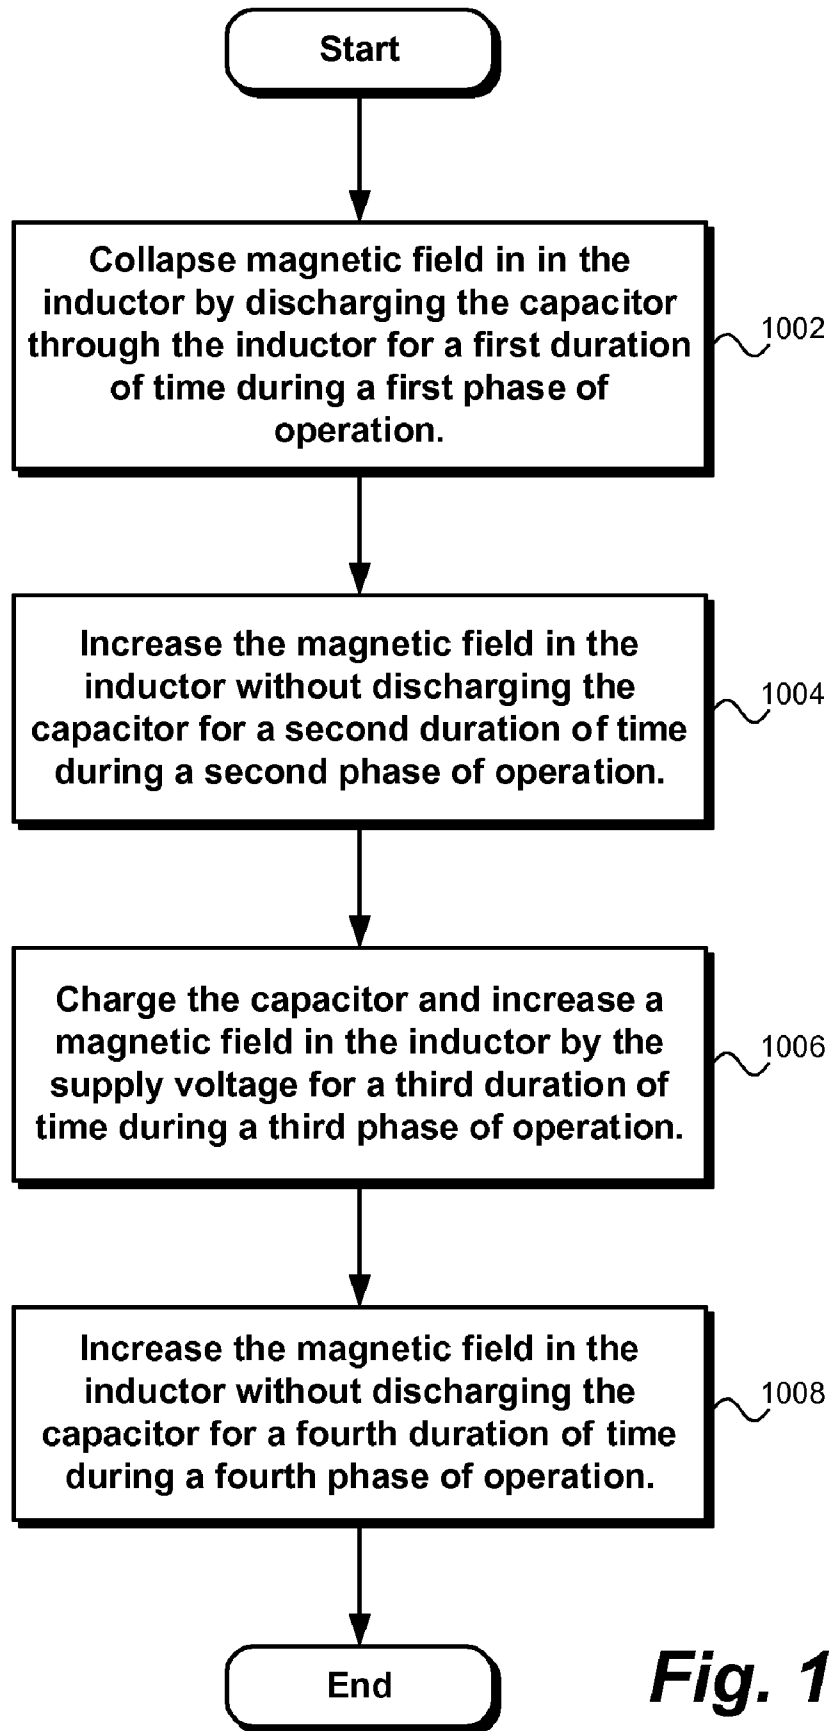 Start
Collapse magnetic field in in the
inductor by discharging the capacitor
through the inductor for a first duration
of time during a first phase of
operation.
1002
Increase the magnetic field in the
inductor without discharging the
capacitor for a second duration of time
during a second phase of operation.
1004
Charge the capacitor and increase a
magnetic field in the inductor by the
supply voltage for a third duration of
time during a third phase of operation.
1006
Increase the magnetic field in the
inductor without discharging the
capacitor for a fourth duration of time
during a fourth phase of operation.
1008
End
Fig. 1